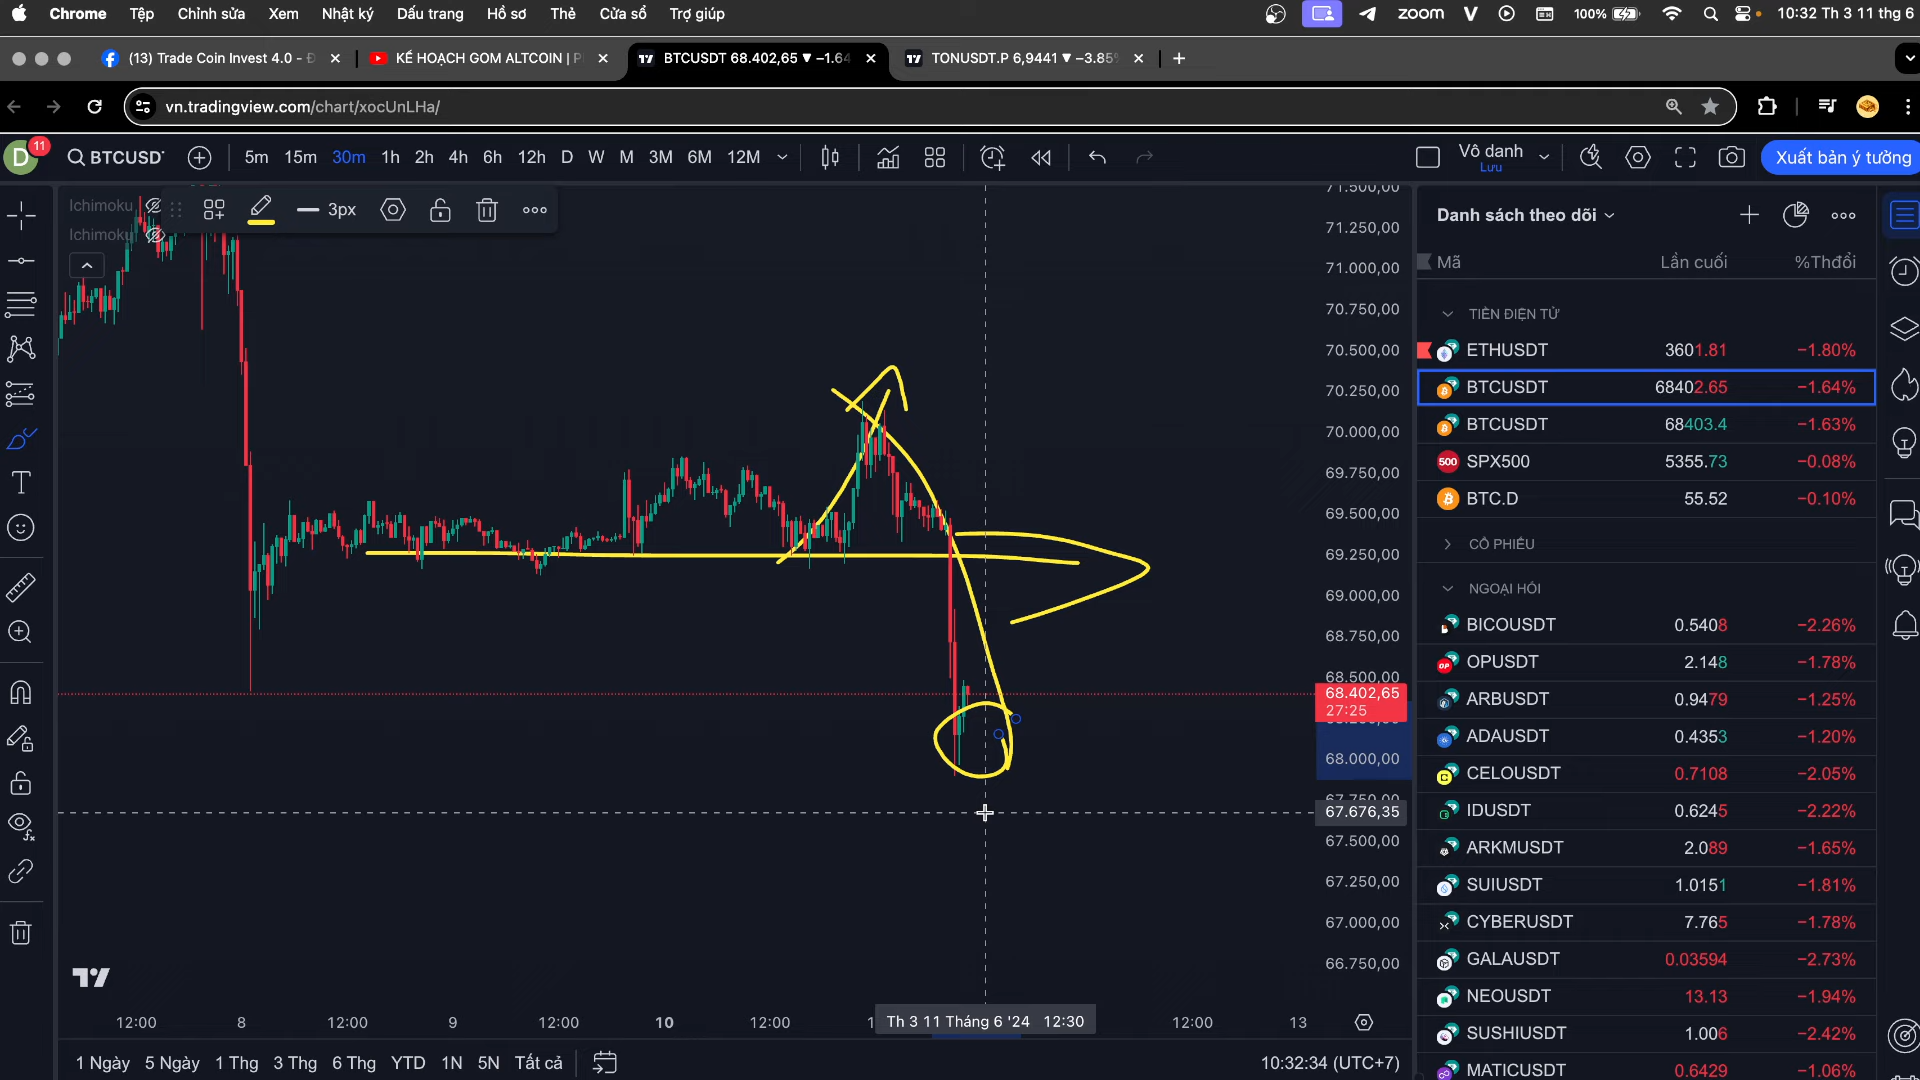 Chrome Tệp Chỉnh sửa Xem Nhật ký Dấu trang Hồ sơ Thẻ Cửa sổ Trợ giúp zoom 100% 10:32 Th 3 11 thg 6
(13) Trade Coin Invest 4.0 - KẾ HOẠCH GOM ALTCOIN | BTCUSDT 68.402,65 ▼ −1.64 TONUSDT.P 6,9441 ▼ −3.85%
vn.tradingview.com/chart/xocUnLHa/
D 11 BTCUSD 5m 15m 30m 1h 2h 4h 6h 12h D W M 3M 6M 12M Vô danh Lưu Xuất bản ý tưởng
Ichimoku 3px
Ichimoku
71.500,00
71.250,00
71.000,00
70.750,00
70.500,00
70.250,00
70.000,00
69.750,00
69.500,00
69.250,00
69.000,00
68.750,00
68.500,00
68.402,65
27:25
68.000,00
67.676,35
67.500,00
67.250,00
67.000,00
66.750,00
12:00 8 12:00 9 12:00 10 12:00 Th 3 11 Tháng 6 '24 12:30 12:00 13
1 Ngày 5 Ngày 1 Thg 3 Thg 6 Thg YTD 1N 5N Tất cả 10:32:34 (UTC+7)
Danh sách theo dõi
Mã Lần cuối %Thđổi
TIỀN ĐIỆN TỬ
ETHUSDT 3601.81 −1.80%
BTCUSDT 68402.65 −1.64%
BTCUSDT 68403.4 −1.63%
500 SPX500 5355.73 −0.08%
BTC.D 55.52 −0.10%
CỔ PHIẾU
NGOẠI HỐI
BICOUSDT 0.5408 −2.26%
OPUSDT 2.148 −1.78%
ARBUSDT 0.9479 −1.25%
ADAUSDT 0.4353 −1.20%
CELOUSDT 0.7108 −2.05%
IDUSDT 0.6245 −2.22%
ARKMUSDT 2.089 −1.65%
SUIUSDT 1.0151 −1.81%
CYBERUSDT 7.765 −1.78%
GALAUSDT 0.03594 −2.73%
NEOUSDT 13.13 −1.94%
SUSHIUSDT 1.006 −2.42%
MATICUSDT 0.6429 −1.06%